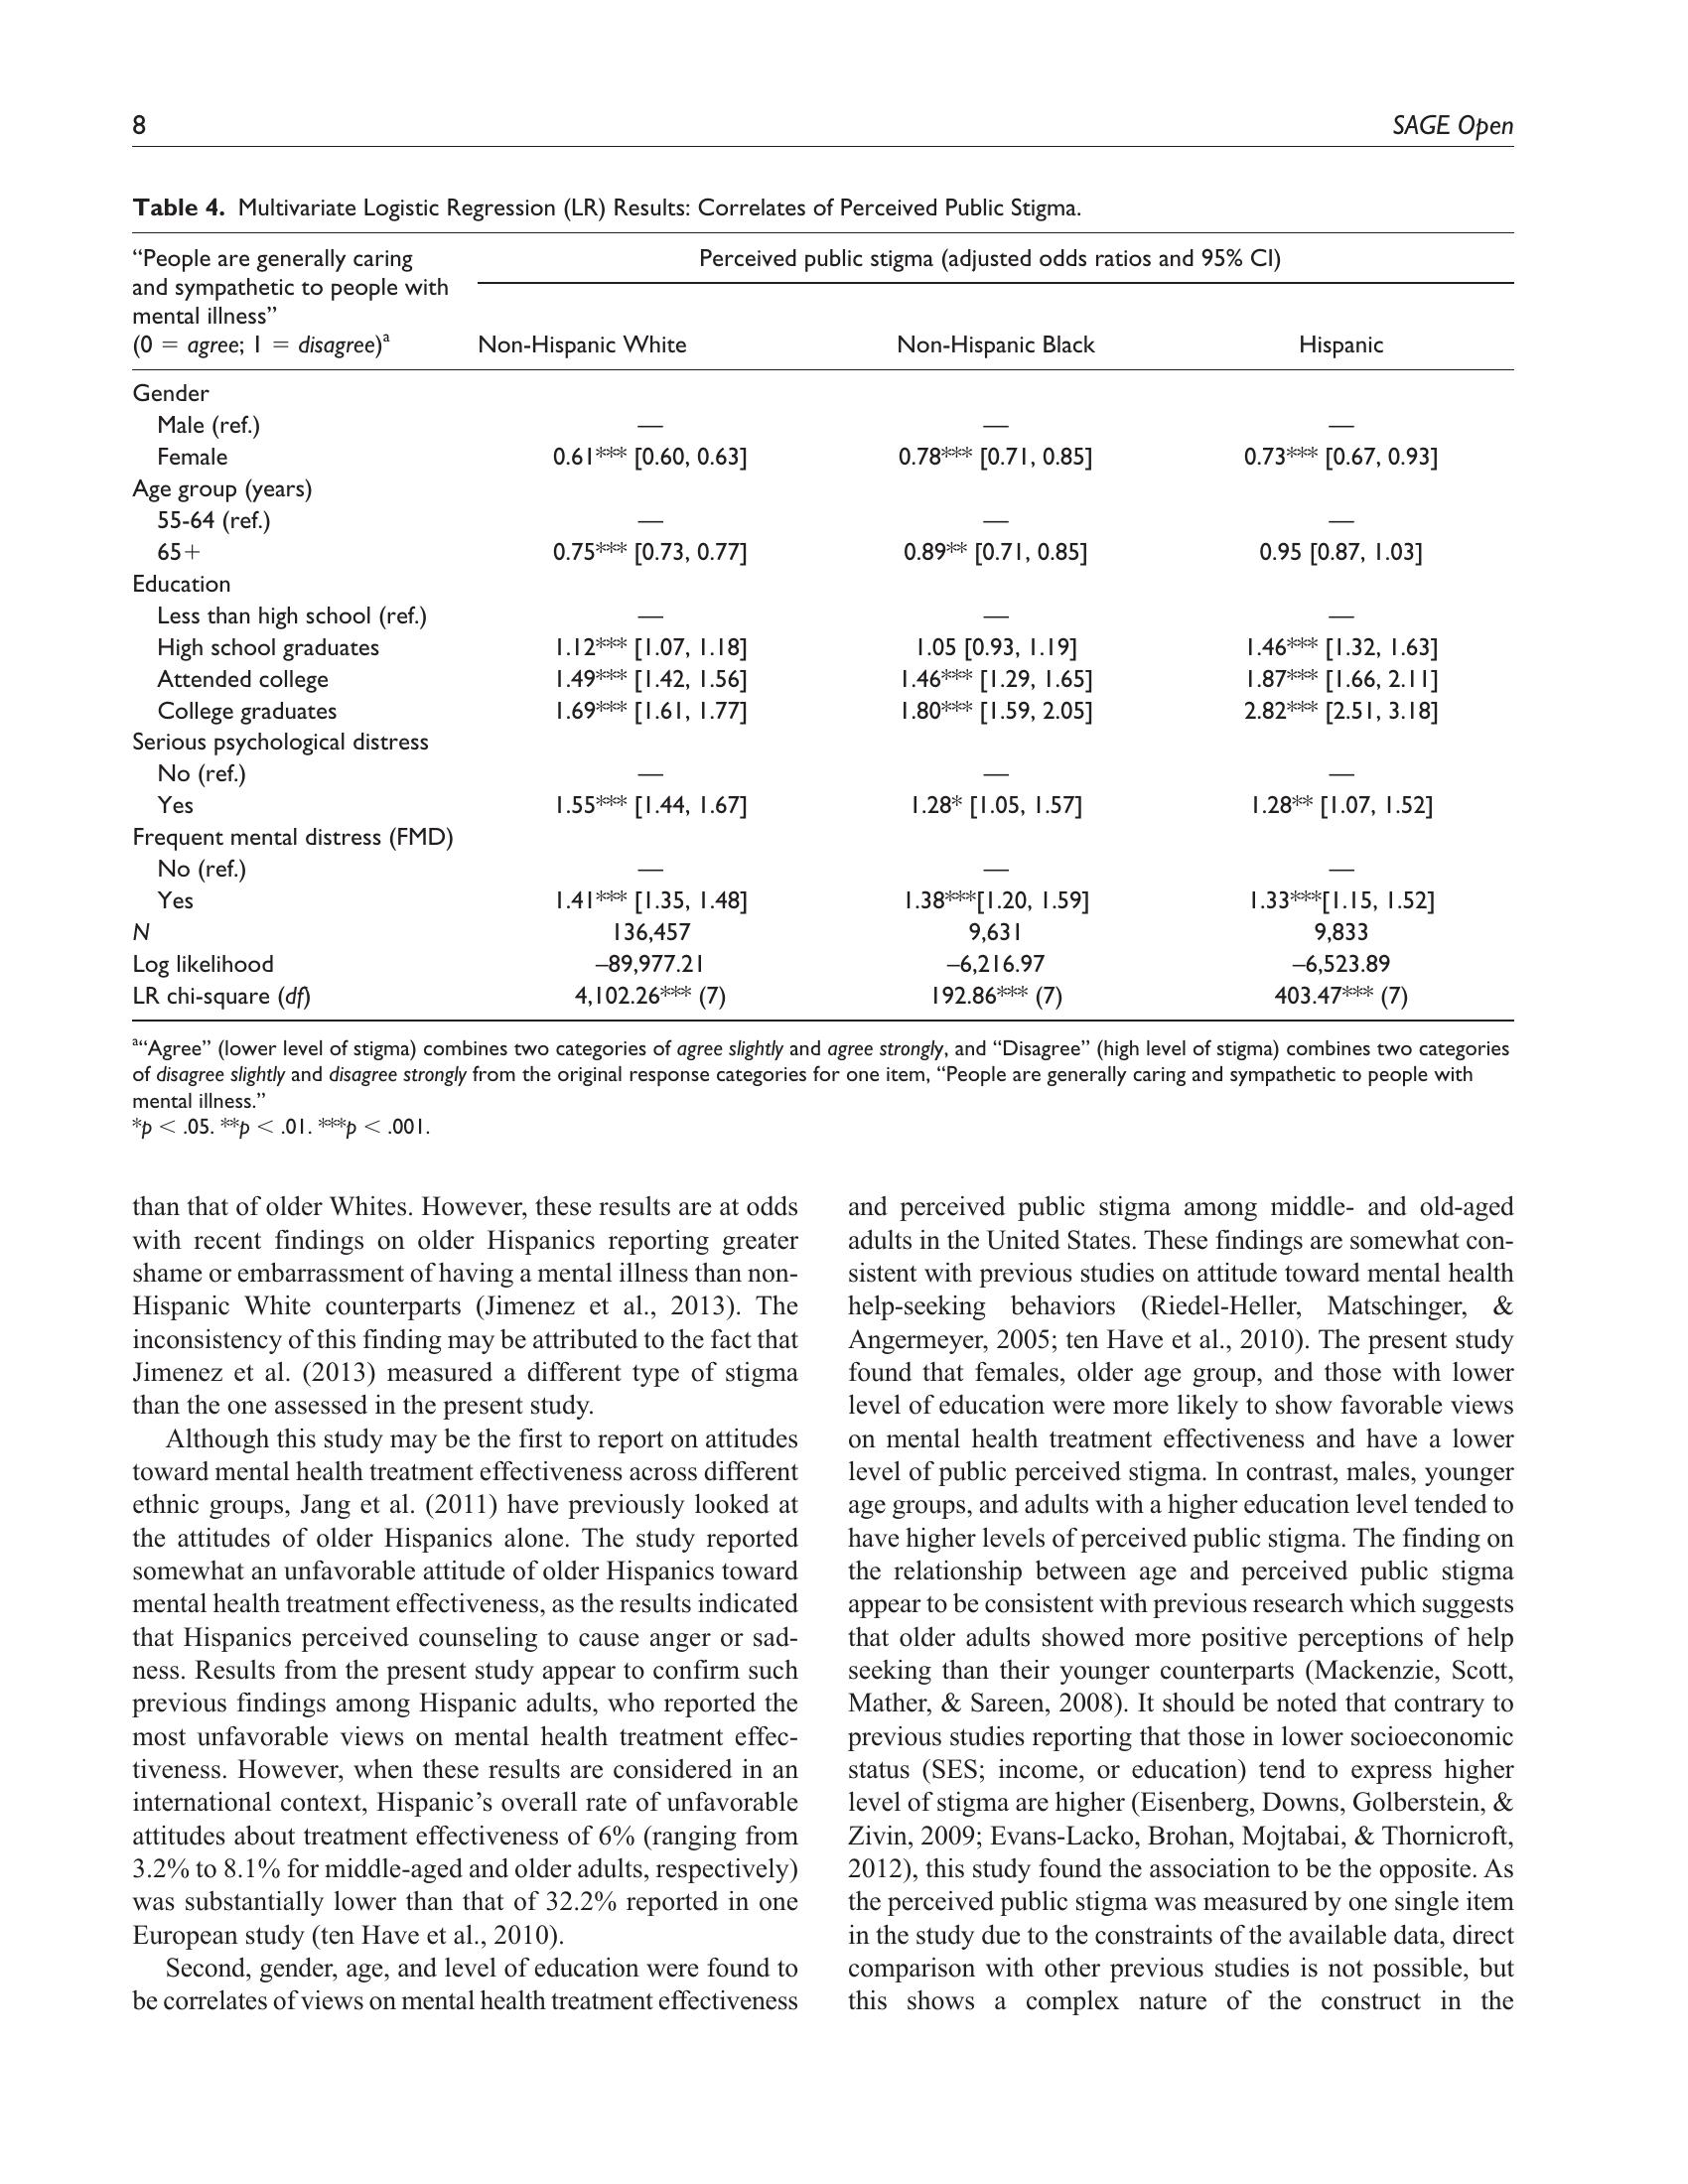 8
SAGE Open
Table 4. Multivariate Logistic Regression (LR) Results: Correlates of Perceived Public Stigma.
“People are generally caring
and sympathetic to people with
mental illness”
(0 = agree; 1 = disagree)a
Perceived public stigma (adjusted odds ratios and 95% CI)
Non-Hispanic White Non-Hispanic Black Hispanic
Gender
Male (ref.) — — —
Female 0.61*** [0.60, 0.63] 0.78*** [0.71, 0.85] 0.73*** [0.67, 0.93]
Age group (years)
55-64 (ref.) — — —
65+ 0.75*** [0.73, 0.77] 0.89** [0.71, 0.85] 0.95 [0.87, 1.03]
Education
Less than high school (ref.) — — —
High school graduates 1.12*** [1.07, 1.18] 1.05 [0.93, 1.19] 1.46*** [1.32, 1.63]
Attended college 1.49*** [1.42, 1.56] 1.46*** [1.29, 1.65] 1.87*** [1.66, 2.11]
College graduates 1.69*** [1.61, 1.77] 1.80*** [1.59, 2.05] 2.82*** [2.51, 3.18]
Serious psychological distress
No (ref.) — — —
Yes 1.55*** [1.44, 1.67] 1.28* [1.05, 1.57] 1.28** [1.07, 1.52]
Frequent mental distress (FMD)
No (ref.) — — —
Yes 1.41*** [1.35, 1.48] 1.38***[1.20, 1.59] 1.33***[1.15, 1.52]
N 136,457 9,631 9,833
Log likelihood –89,977.21 –6,216.97 –6,523.89
LR chi-square (df) 4,102.26*** (7) 192.86*** (7) 403.47*** (7)
a“Agree” (lower level of stigma) combines two categories of agree slightly and agree strongly, and “Disagree” (high level of stigma) combines two categories
of disagree slightly and disagree strongly from the original response categories for one item, “People are generally caring and sympathetic to people with
mental illness.”
*p < .05. **p < .01. ***p < .001.
than that of older Whites. However, these results are at odds
with recent findings on older Hispanics reporting greater
shame or embarrassment of having a mental illness than non-
Hispanic White counterparts (Jimenez et al., 2013). The
inconsistency of this finding may be attributed to the fact that
Jimenez et al. (2013) measured a different type of stigma
than the one assessed in the present study.
Although this study may be the first to report on attitudes
toward mental health treatment effectiveness across different
ethnic groups, Jang et al. (2011) have previously looked at
the attitudes of older Hispanics alone. The study reported
somewhat an unfavorable attitude of older Hispanics toward
mental health treatment effectiveness, as the results indicated
that Hispanics perceived counseling to cause anger or sad-
ness. Results from the present study appear to confirm such
previous findings among Hispanic adults, who reported the
most unfavorable views on mental health treatment effec-
tiveness. However, when these results are considered in an
international context, Hispanic’s overall rate of unfavorable
attitudes about treatment effectiveness of 6% (ranging from
3.2% to 8.1% for middle-aged and older adults, respectively)
was substantially lower than that of 32.2% reported in one
European study (ten Have et al., 2010).
Second, gender, age, and level of education were found to
be correlates of views on mental health treatment effectiveness
and perceived public stigma among middle- and old-aged
adults in the United States. These findings are somewhat con-
sistent with previous studies on attitude toward mental health
help-seeking behaviors (Riedel-Heller, Matschinger, &
Angermeyer, 2005; ten Have et al., 2010). The present study
found that females, older age group, and those with lower
level of education were more likely to show favorable views
on mental health treatment effectiveness and have a lower
level of public perceived stigma. In contrast, males, younger
age groups, and adults with a higher education level tended to
have higher levels of perceived public stigma. The finding on
the relationship between age and perceived public stigma
appear to be consistent with previous research which suggests
that older adults showed more positive perceptions of help
seeking than their younger counterparts (Mackenzie, Scott,
Mather, & Sareen, 2008). It should be noted that contrary to
previous studies reporting that those in lower socioeconomic
status (SES; income, or education) tend to express higher
level of stigma are higher (Eisenberg, Downs, Golberstein, &
Zivin, 2009; Evans-Lacko, Brohan, Mojtabai, & Thornicroft,
2012), this study found the association to be the opposite. As
the perceived public stigma was measured by one single item
in the study due to the constraints of the available data, direct
comparison with other previous studies is not possible, but
this shows a complex nature of the construct in the